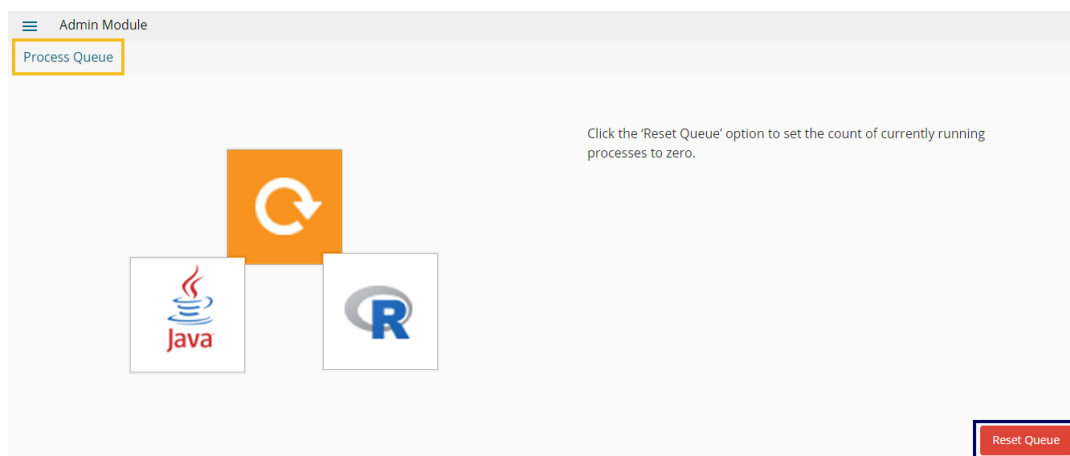 Admin Module
Process Queue
Click the ‘Reset Queue’ option to set the count of currently running
processes to zero.
Java
R
Reset Queue